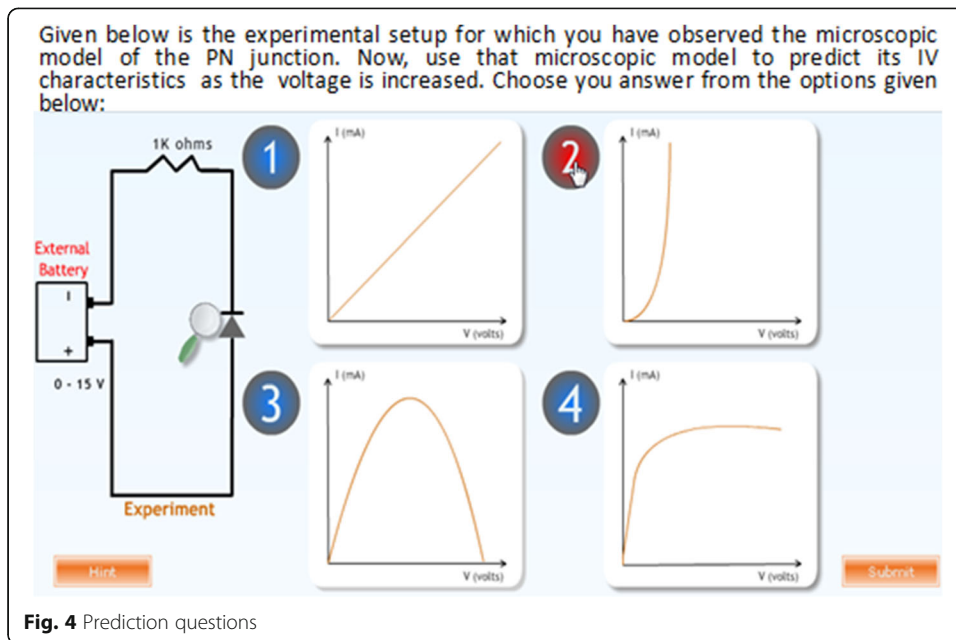 Given below is the experimental setup for which you have observed the microscopic
model of the PN junction. Now, use that microscopic model to predict its IV
characteristics as the voltage is increased. Choose you answer from the options given
below:
1K ohms
External
Battery
I
+
0 - 15 V
Experiment
1
I (mA)
V (volts)
2
I (mA)
V (volts)
3
I (mA)
V (volts)
4
I (mA)
V (volts)
Hint
Submit
Fig. 4 Prediction questions